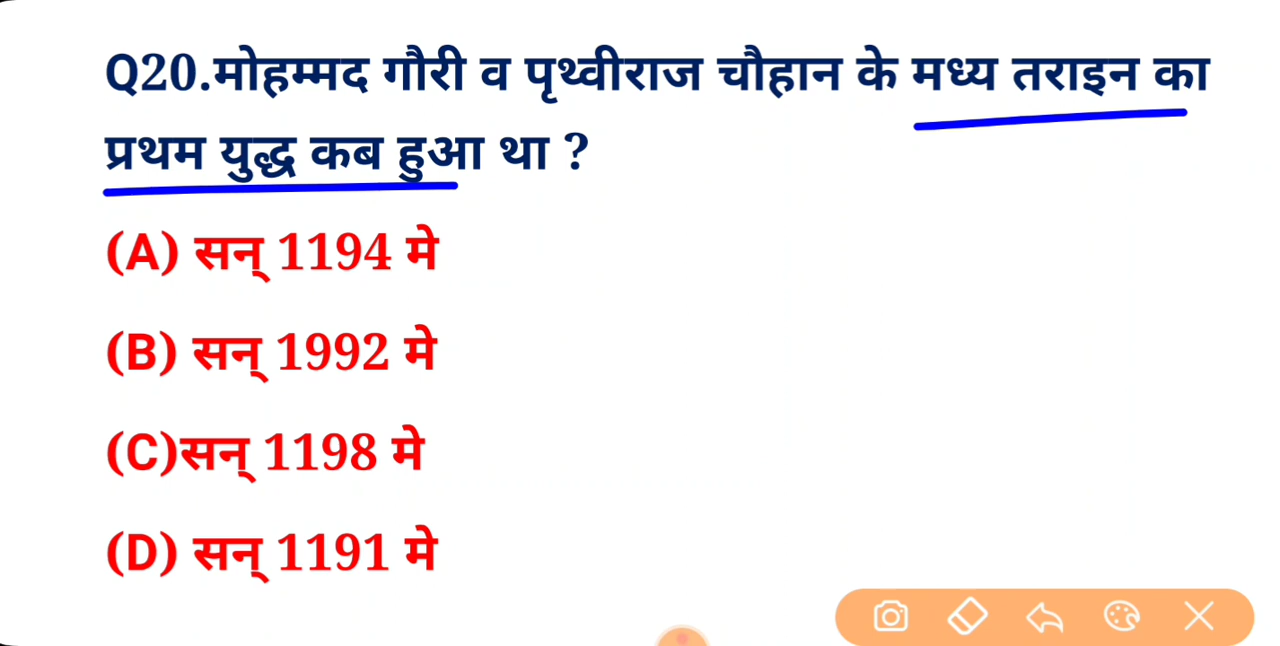 Q20.मोहम्मद गौरी व पृथ्वीराज चौहान के मध्य तराइन का
प्रथम युद्ध कब हुआ था ?
(A) सन् 1194 मे
(B) सन् 1992 मे
(C)सन् 1198 मे
(D) सन् 1191 मे